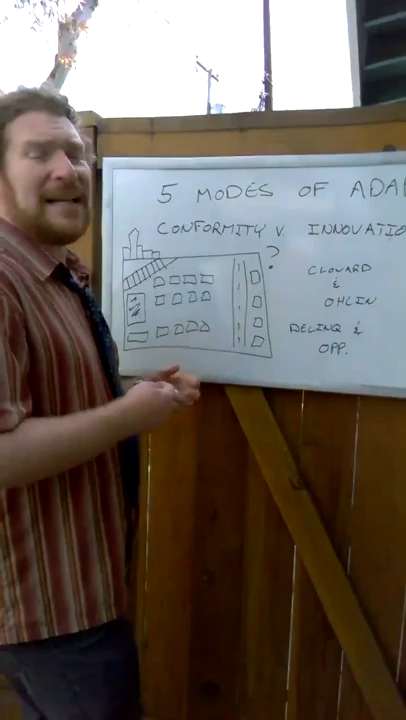 5 MODES OF ADA
CONFORMITY V. INNOVATIO
?
CLOWARD
&
OHLIN
DELINQ &
OPP.